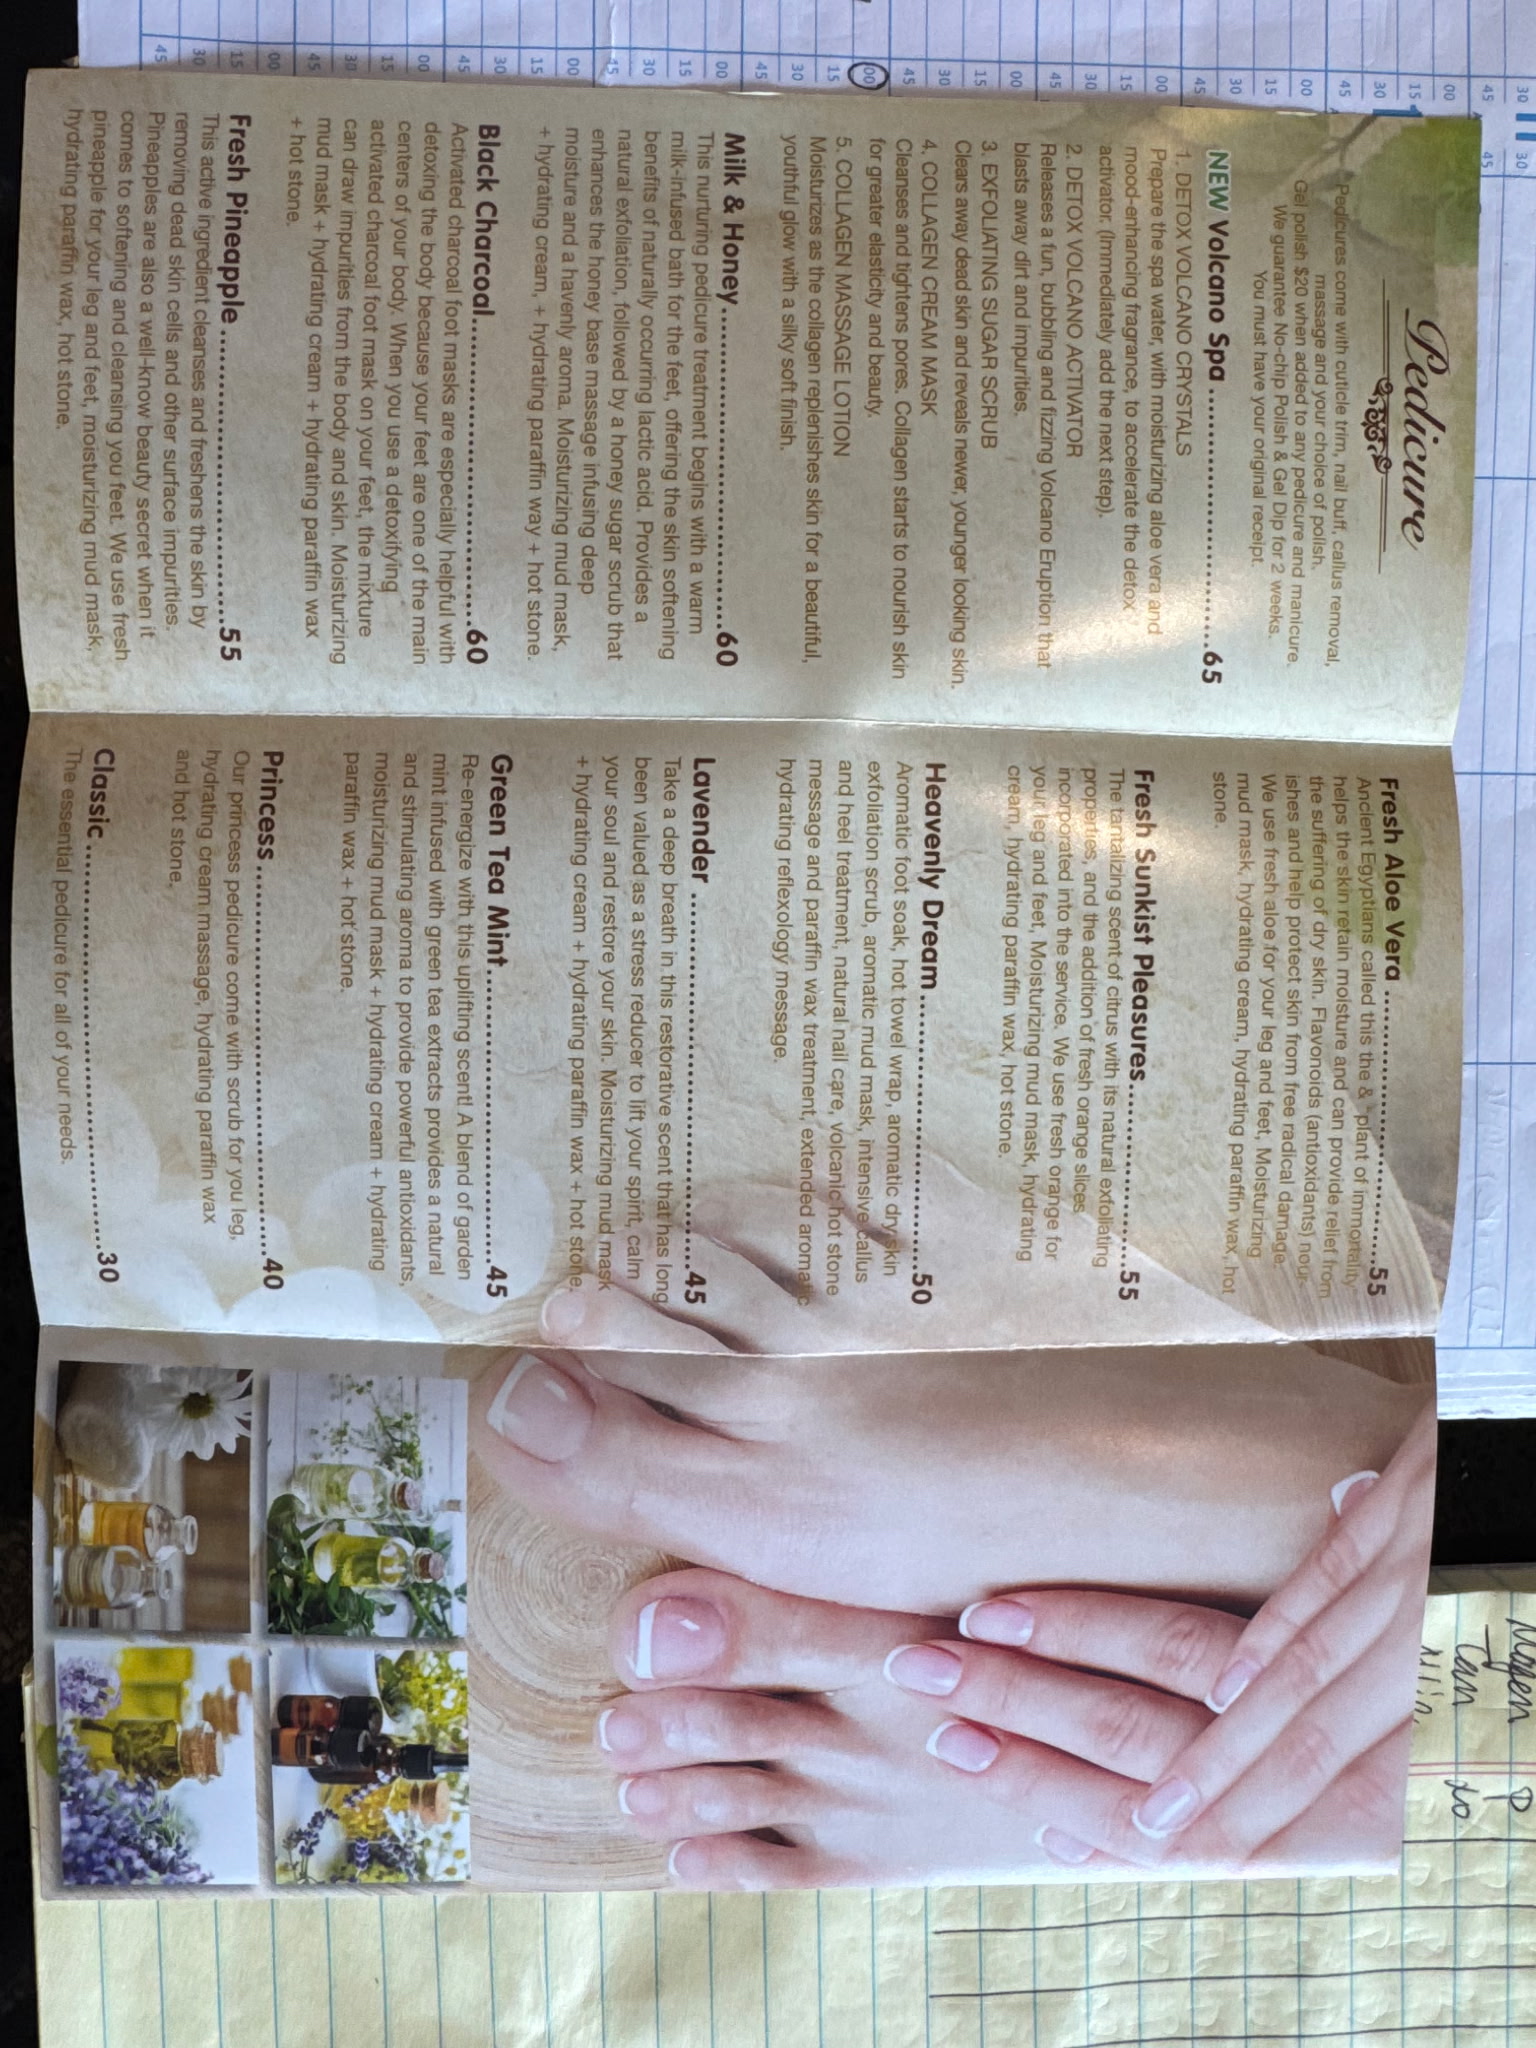 Pedicure
Pedicures come with cuticle trim, nail buff, callus removal,
massage and your choice of polish.
Gel polish $20 when added to any pedicure and manicure.
We guarantee No-chip Polish & Gel Dip for 2 weeks.
You must have your original receipt.
NEW Volcano Spa..............................65
1. DETOX VOLCANO CRYSTALS
Prepare the spa water, with moisturizing aloe vera and
mood-enhancing fragrance, to accelerate the detox
activator. (Immediately add the next step).
2. DETOX VOLCANO ACTIVATOR
Releases a fun, bubbling and fizzing Volcano Eruption that
blasts away dirt and impurities.
3. EXFOLIATING SUGAR SCRUB
Clears away dead skin and reveals newer, younger looking skin.
4. COLLAGEN CREAM MASK
Cleanses and tightens pores. Collagen starts to nourish skin
for greater elasticity and beauty.
5. COLLAGEN MASSAGE LOTION
Moisturizes as the collagen replenishes skin for a beautiful,
youthful glow with a silky soft finish.
Milk & Honey.....................................60
This nurturing pedicure treatment begins with a warm
milk-infused bath for the feet, offering the skin softening
benefits of naturally occurring lactic acid. Provides a
natural exfoliation, followed by a honey sugar scrub that
enhances the honey base massage infusing deep
moisture and a havenly aroma. Moisturizing mud mask,
+ hydrating cream, + hydrating paraffin way + hot stone.
Black Charcoal...................................60
Activated charcoal foot masks are especially helpful with
detoxing the body because your feet are one of the main
centers of your body. When you use a detoxifying
activated charcoal foot mask on your feet, the mixture
can draw impurities from the body and skin. Moisturizing
mud mask + hydrating cream + hydrating paraffin wax
+ hot stone.
Fresh Pineapple.................................55
This active ingredient cleanses and freshens the skin by
removing dead skin cells and other surface impurities.
Pineapples are also a well-know beauty secret when it
comes to softening and cleansing you feet. We use fresh
pineapple for your leg and feet, moisturizing mud mask,
hydrating paraffin wax, hot stone.
Fresh Aloe Vera ................................55
Ancient Egyptians called this the & "plant of immortality"
helps the skin retain moisture and can provide relief from
the suffering of dry skin. Flavonoids (antioxidants) nour-
ishes and help protect skin from free radical damage.
We use fresh aloe for your leg and feet, Moisturizing
mud mask, hydrating cream, hydrating paraffin wax, hot
stone.
Fresh Sunkist Pleasures.....................55
The tantalizing scent of citrus with its natural exfoliating
properties, and the addition of fresh orange slices
incorporated into the service. We use fresh orange for
your leg and feet, Moisturizing mud mask, hydrating
cream, hydrating paraffin wax, hot stone.
Heavenly Dream................................50
Aromatic foot soak, hot towel wrap, aromatic dry skin
exfoliation scrub, aromatic mud mask, intensive callus
and heel treatment, natural nail care, volcanic hot stone
message and paraffin wax treatment, extended aromatic
hydrating reflexology message.
Lavender ..........................................45
Take a deep breath in this restorative scent that has long
been valued as a stress reducer to lift your spirit, calm
your soul and restore your skin. Moisturizing mud mask
+ hydrating cream + hydrating paraffin wax + hot stone.
Green Tea Mint..................................45
Re-energize with this uplifting scent! A blend of garden
mint infused with green tea extracts provides a natural
and stimulating aroma to provide powerful antioxidants,
moisturizing mud mask + hydrating cream + hydrating
paraffin wax + hot stone.
Princess............................................40
Our princess pedicure come with scrub for you leg,
hydrating cream massage, hydrating paraffin wax
and hot stone.
Classic..............................................30
The essential pedicure for all of your needs.
Magen P
Tan